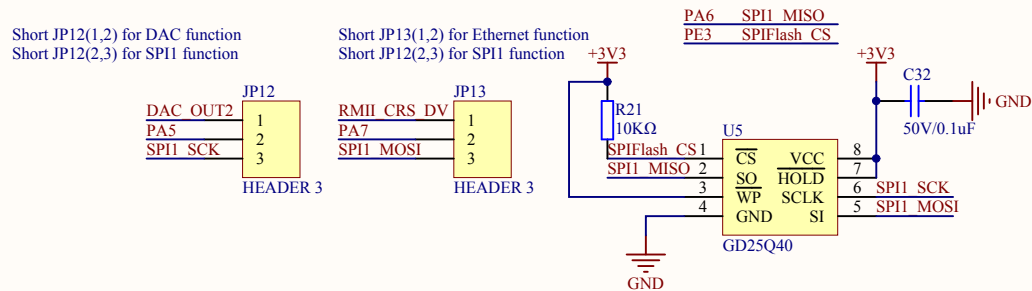 PA6 SPI1_MISO
PE3 SPIFlash_CS
Short JP12(1,2) for DAC function
Short JP12(2,3) for SPI1 function
Short JP13(1,2) for Ethernet function
Short JP12(2,3) for SPI1 function
JP12
DAC_OUT2 1
PA5 2
SPI1_SCK 3
HEADER 3
JP13
RMII_CRS_DV 1
PA7 2
SPI1_MOSI 3
HEADER 3
+3V3
R21
10KΩ
+3V3
C32
50V/0.1uF
GND
U5
SPIFlash_CS 1 CS VCC 8
SPI1_MISO 2 SO HOLD 7
3 WP SCLK 6 SPI1_SCK
4 GND SI 5 SPI1_MOSI
GD25Q40
GND